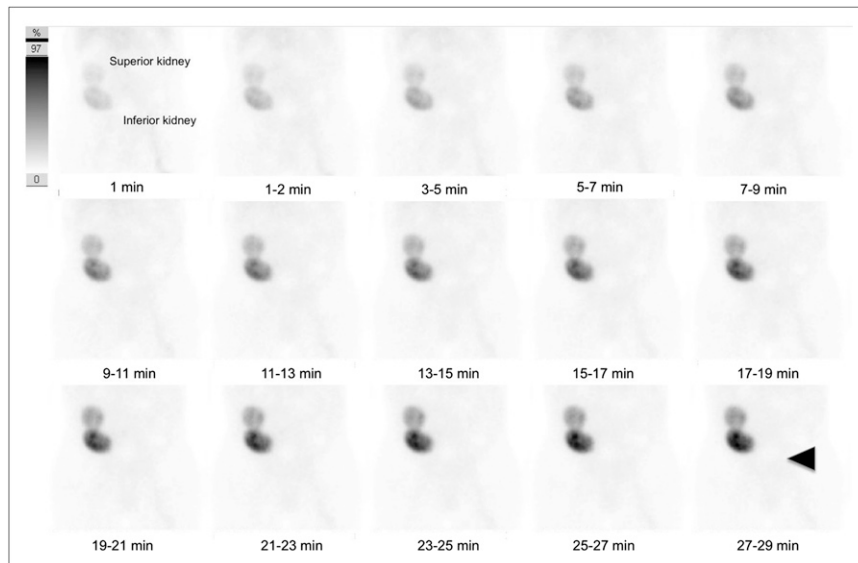 %
97
0
Superior kidney
Inferior kidney
1 min
1-2 min
3-5 min
5-7 min
7-9 min
9-11 min
11-13 min
13-15 min
15-17 min
17-19 min
19-21 min
21-23 min
23-25 min
25-27 min
27-29 min